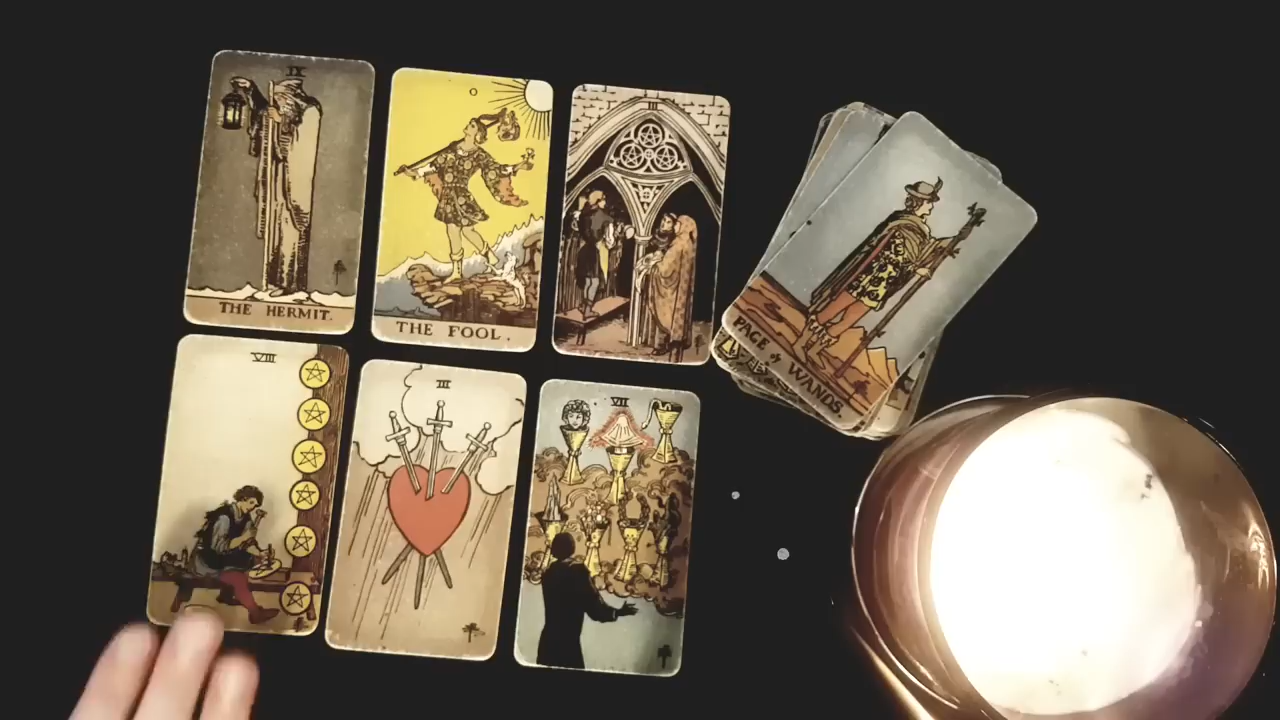 IX
THE HERMIT.
0
THE FOOL.
III
PAGE of WANDS.
VIII
III
VII